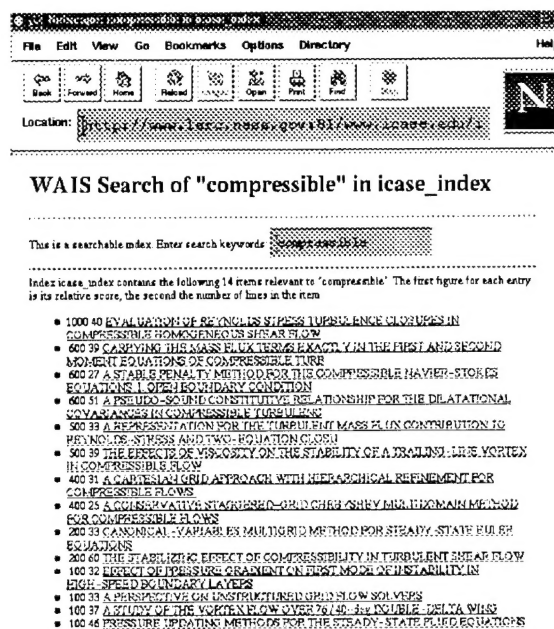 Netscape: compressible in icase_index
File Edit View Go Bookmarks Options Directory Hel
Back Forward Home Reload Images Open Print Find Stop
N
Location: http://www.larc.nasa.gov:81/www.icase.edu/i
WAIS Search of "compressible" in icase_index
This is a searchable index. Enter search keywords: compressible
Index icase_index contains the following 14 items relevant to 'compressible'. The first figure for each entry
is its relative score, the second the number of lines in the item
1000 40 EVALUATION OF REYNOLDS STRESS TURBULENCE CLOSURES IN
COMPRESSIBLE HOMOGENEOUS SHEAR FLOW
600 39 CARRYING THE MASS FLUX TERMS EXACTLY IN THE FIRST AND SECOND
MOMENT EQUATIONS OF COMPRESSIBLE TURB
600 27 A STABLE PENALTY METHOD FOR THE COMPRESSIBLE NAVIER-STOKES
EQUATIONS I. OPEN BOUNDARY CONDITION
600 51 A PSEUDO-SOUND CONSTITUTIVE RELATIONSHIP FOR THE DILATATIONAL
COVARIANCES IN COMPRESSIBLE TURBULENC
500 33 A REPRESENTATION FOR THE TURBULENT MASS FLUX CONTRIBUTION TO
REYNOLDS-STRESS AND TWO-EQUATION CLOSU
500 39 THE EFFECTS OF VISCOSITY ON THE STABILITY OF A TRAILING-LINE VORTEX
IN COMPRESSIBLE FLOW
400 31 A CARTESIAN GRID APPROACH WITH HIERARCHICAL REFINEMENT FOR
COMPRESSIBLE FLOWS
400 25 A CONSERVATIVE STAGGERED-GRID CHEBYSHEV MULTIDOMAIN METHOD
FOR COMPRESSIBLE FLOWS
200 33 CANONICAL-VARIABLES MULTIGRID METHOD FOR STEADY-STATE EULER
EQUATIONS
200 60 THE STABILIZING EFFECT OF COMPRESSIBILITY IN TURBULENT SHEAR FLOW
100 32 EFFECT OF PRESSURE GRADIENT ON FIRST MODE OF INSTABILITY IN
HIGH-SPEED BOUNDARY LAYERS
100 33 A PERSPECTIVE ON UNSTRUCTURED GRID FLOW SOLVERS
100 37 A STUDY OF THE VORTEX FLOW OVER 76/40-deg DOUBLE-DELTA WING
100 46 PRESSURE UPDATING METHODS FOR THE STEADY-STATE FLUID EQUATIONS